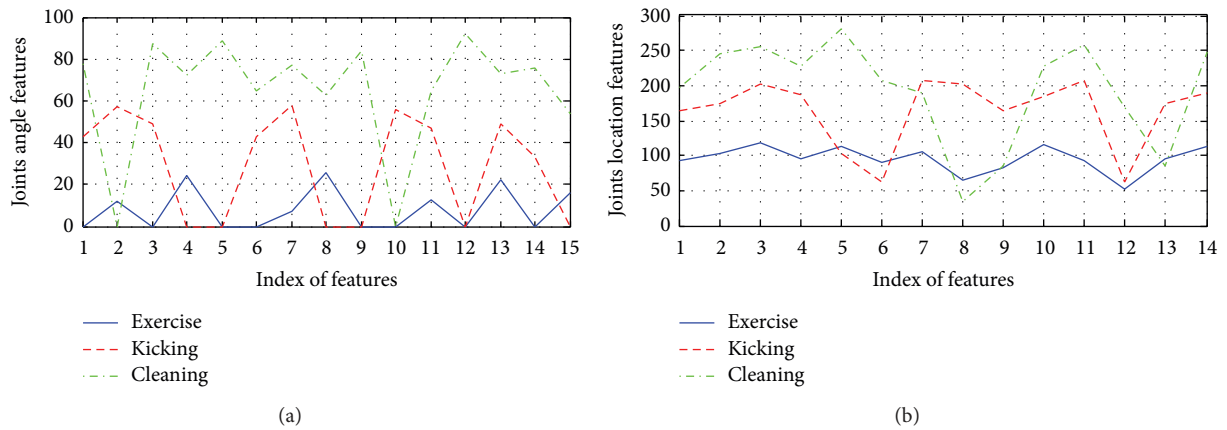 100
80
60
40
20
0
Joints angle features
1 2 3 4 5 6 7 8 9 10 11 12 13 14 15
Index of features
Exercise
Kicking
Cleaning
(a)
300
250
200
150
100
50
0
Joints location features
1 2 3 4 5 6 7 8 9 10 11 12 13 14
Index of features
Exercise
Kicking
Cleaning
(b)